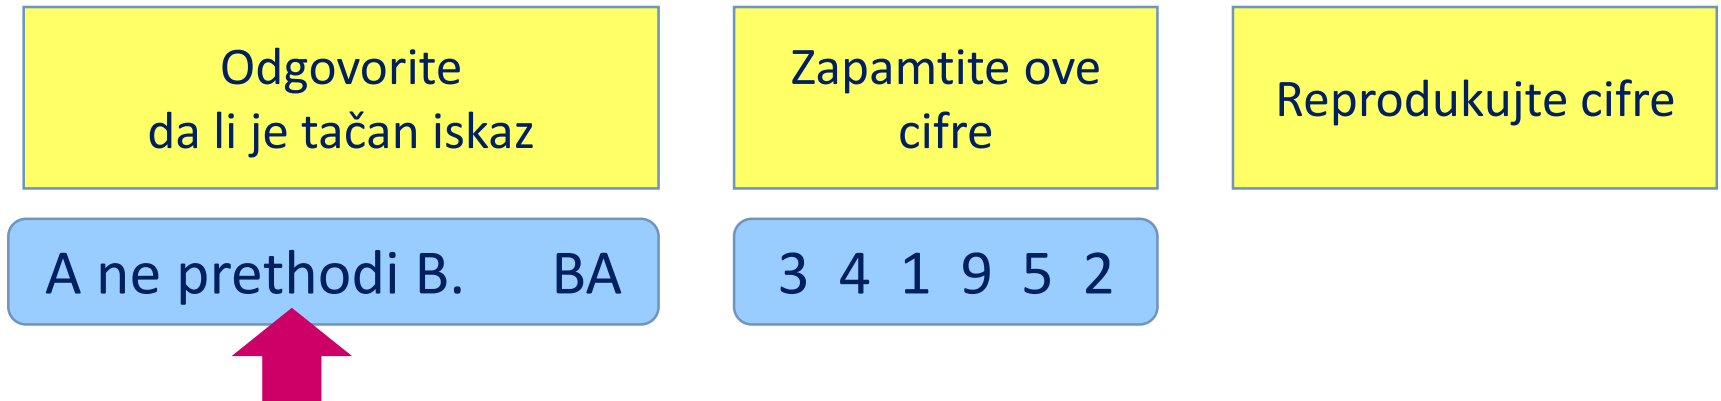 Odgovorite
da li je tačan iskaz
Zapamtite ove
cifre
Reprodukujte cifre
A ne prethodi B. BA
3 4 1 9 5 2